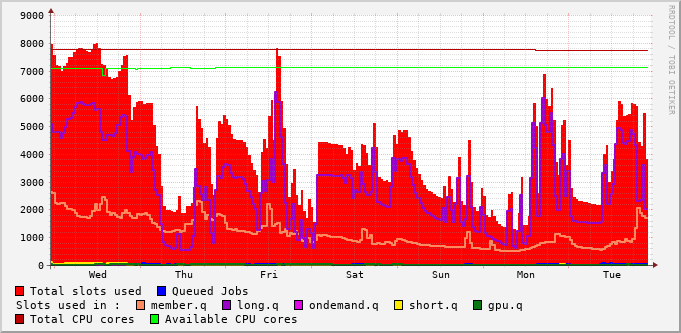 9000
8000
7000
6000
5000
4000
3000
2000
1000
0
Wed Thu Fri Sat Sun Mon Tue
RRDTOOL / TOBI OETIKER
Total slots used Queued Jobs
Slots used in : member.q long.q ondemand.q short.q gpu.q
Total CPU cores Available CPU cores